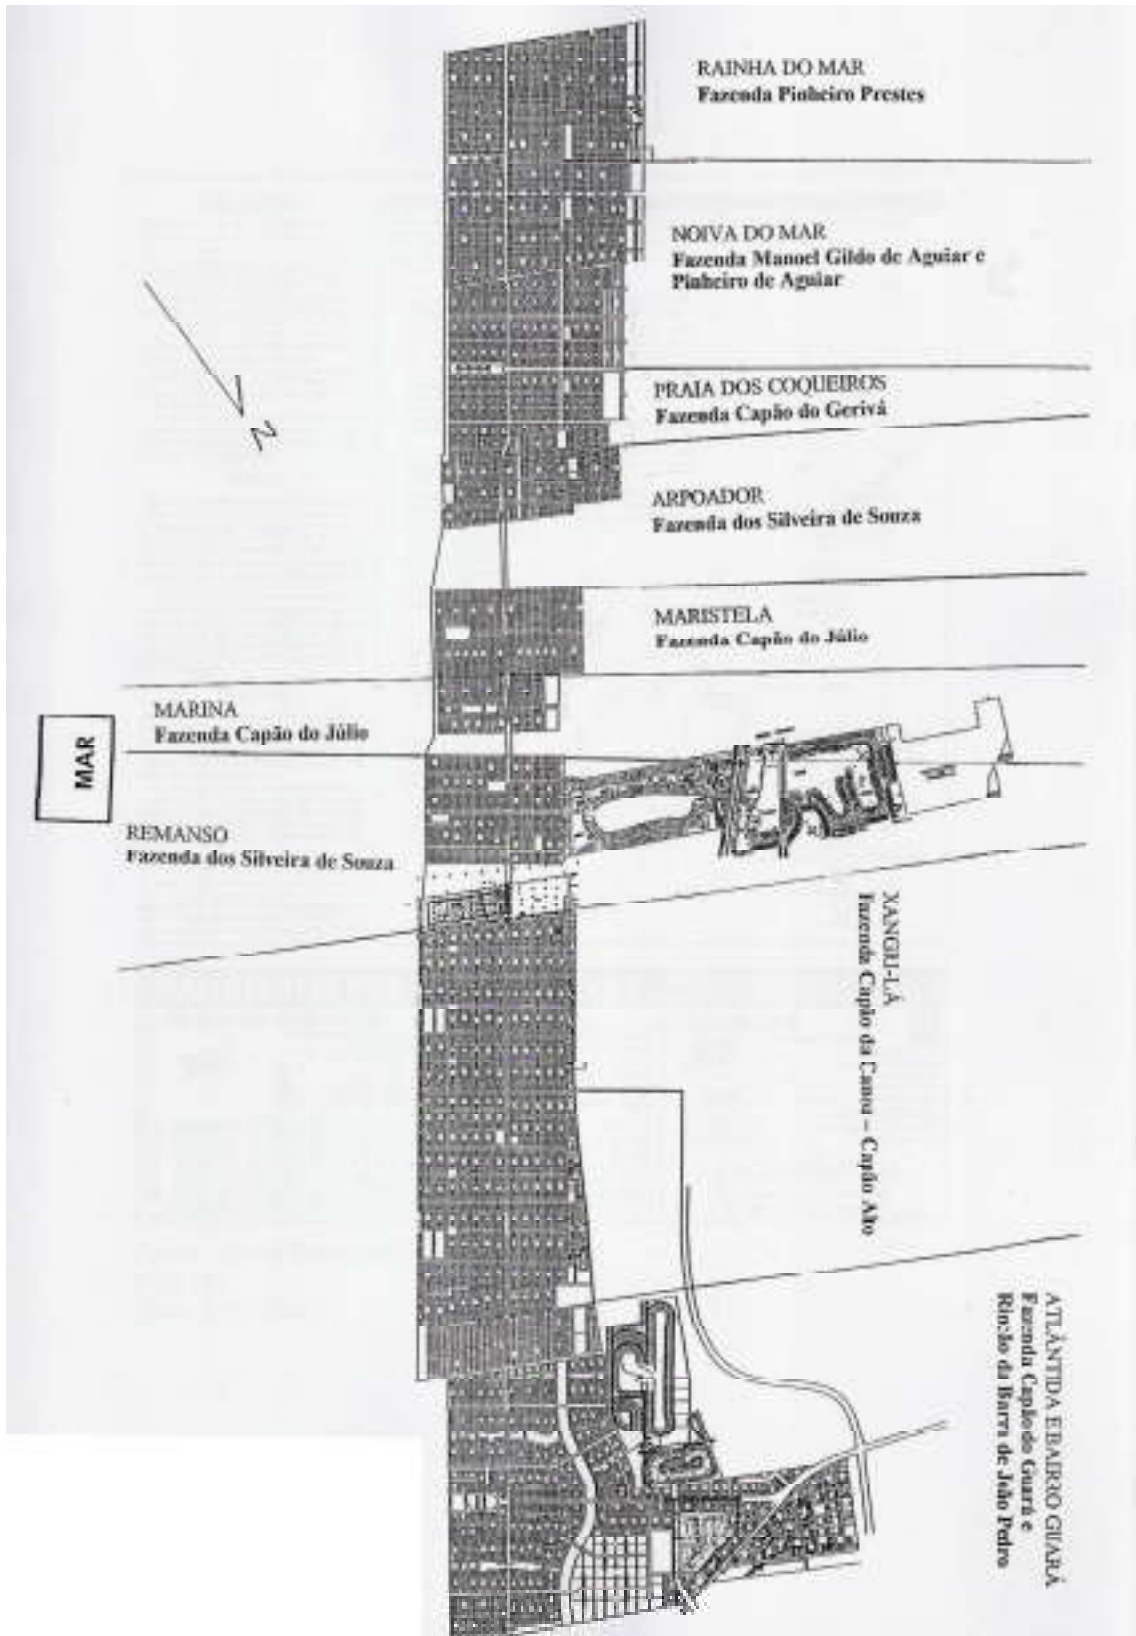 RAINHA DO MAR
Fazenda Pinheiro Prestes
NOIVA DO MAR
Fazenda Manoel Gildo de Aguiar e
Pinheiro de Aguiar
PRAIA DOS COQUEIROS
Fazenda Capão do Gerivá
N
ARPOADOR
Fazenda dos Silveira de Souza
MARISTELA
Fazenda Capão do Júlio
MARINA
Fazenda Capão do Júlio
MAR
REMANSO
Fazenda dos Silveira de Souza
XANGRI-LÁ
Fazenda Capão da Canoa – Capão Alto
ATLÂNTIDA E BAIRRO GUARÁ
Fazenda Capão do Guará e
Rincão da Barra de João Pedro